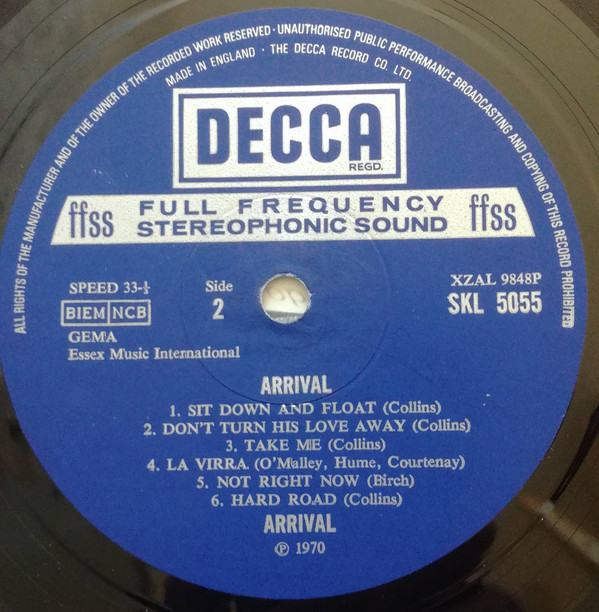 ALL RIGHTS OF THE MANUFACTURER AND OF THE OWNER OF THE RECORDED WORK RESERVED · UNAUTHORISED PUBLIC PERFORMANCE BROADCASTING AND COPYING OF THIS RECORD PROHIBITED
MADE IN ENGLAND · THE DECCA RECORD CO. LTD.
DECCA
REGD.
ffss FULL FREQUENCY ffss
STEREOPHONIC SOUND
SPEED 33-⅓ Side XZAL 9848P
BIEM NCB 2 SKL 5055
GEMA
Essex Music International
ARRIVAL
1. SIT DOWN AND FLOAT (Collins)
2. DON'T TURN HIS LOVE AWAY (Collins)
3. TAKE ME (Collins)
4. LA VIRRA (O'Malley, Hume, Courtenay)
5. NOT RIGHT NOW (Birch)
6. HARD ROAD (Collins)
ARRIVAL
℗ 1970